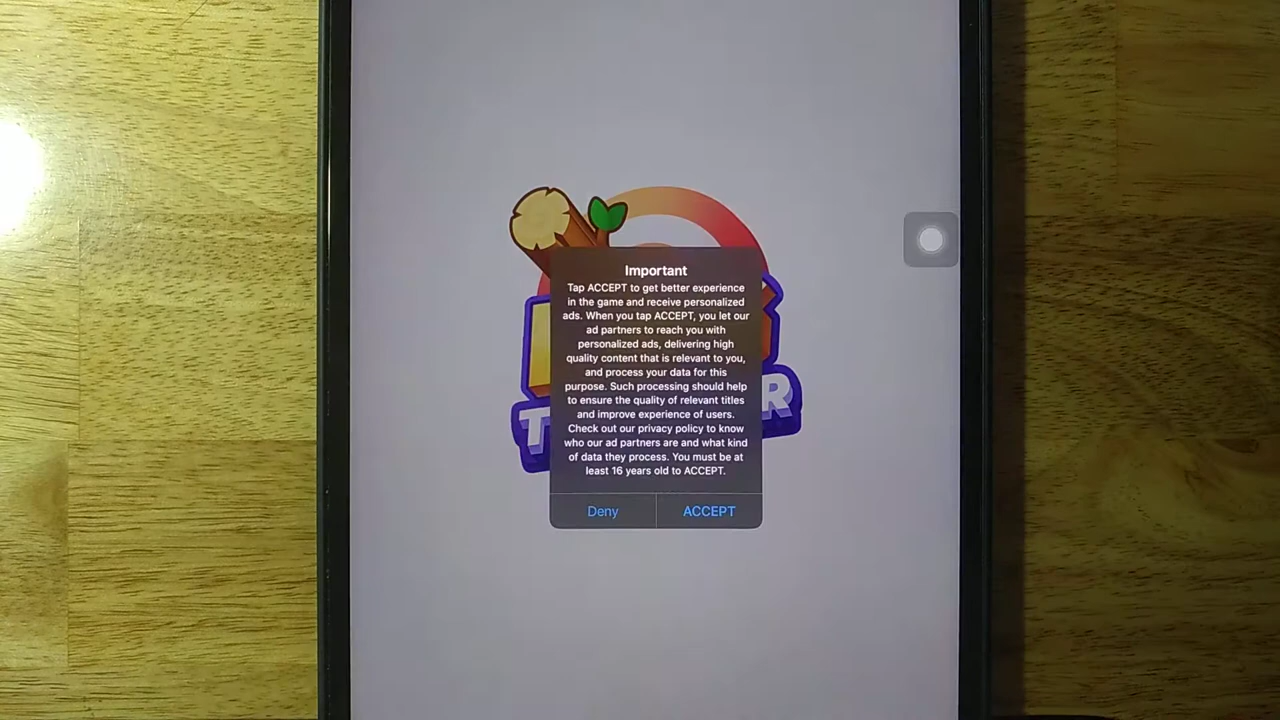 Important
Tap ACCEPT to get better experience
in the game and receive personalized
ads. When you tap ACCEPT, you let our
ad partners to reach you with
personalized ads, delivering high
quality content that is relevant to you,
and process your data for this
purpose. Such processing should help
to ensure the quality of relevant titles
and improve experience of users.
Check out our privacy policy to know
who our ad partners are and what kind
of data they process. You must be at
least 16 years old to ACCEPT.
Deny ACCEPT